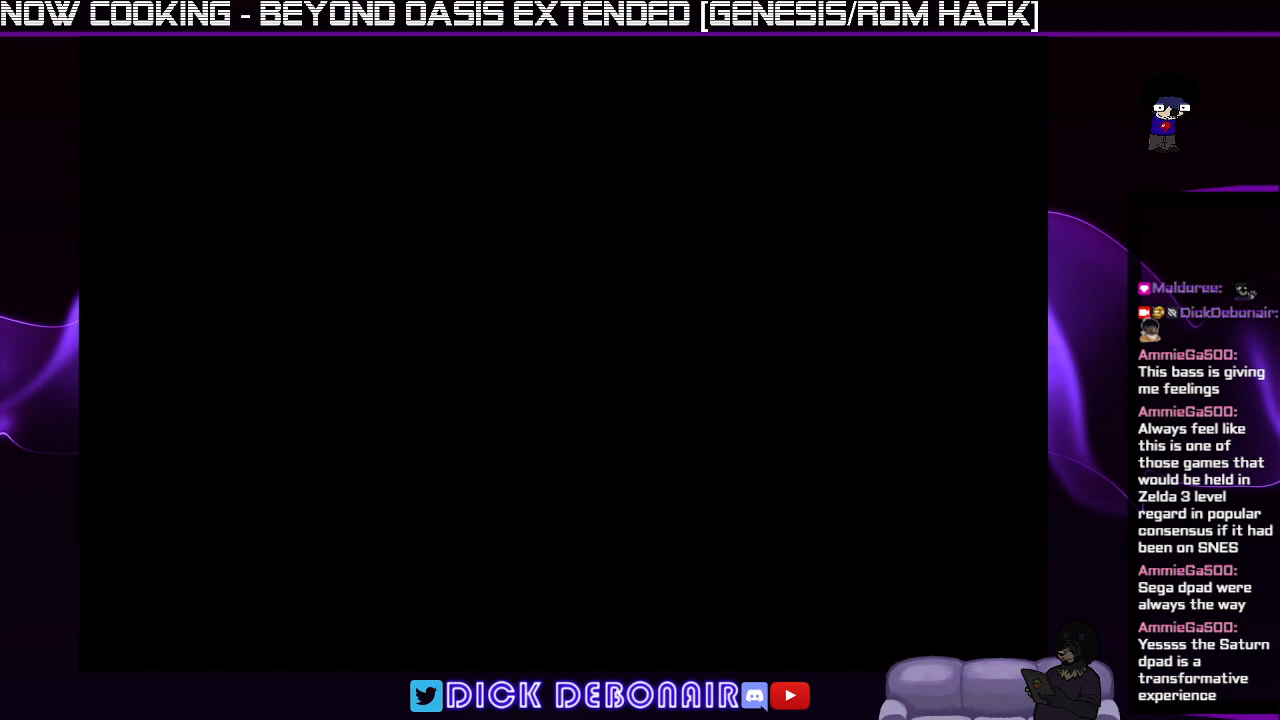 NOW COOKING - BEYOND OASIS EXTENDED [GENESIS/ROM HACK]
Maldoree:
DickDebonair:
AmmieGa500:
This bass is giving
me feelings
AmmieGa500:
Always feel like
this is one of
those games that
would be held in
Zelda 3 level
regard in popular
consensus if it had
been on SNES
AmmieGa500:
Sega dpad were
always the way
AmmieGa500:
Yessss the Saturn
dpad is a
transformative
experience
DICK DEBONAIR